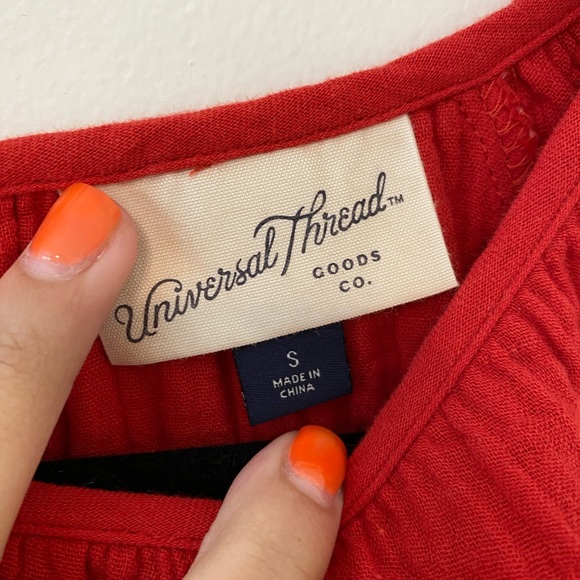 Universal Thread™
GOODS
CO.
S
MADE IN
CHINA